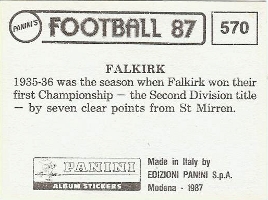 PANINI'S
FOOTBALL 87
570
FALKIRK
1935-36 was the season when Falkirk won their
first Championship — the Second Division title
— by seven clear points from St Mirren.
PANINI
ALBUM STICKERS
Made in Italy by
EDIZIONI PANINI S.p.A.
Modena - 1987